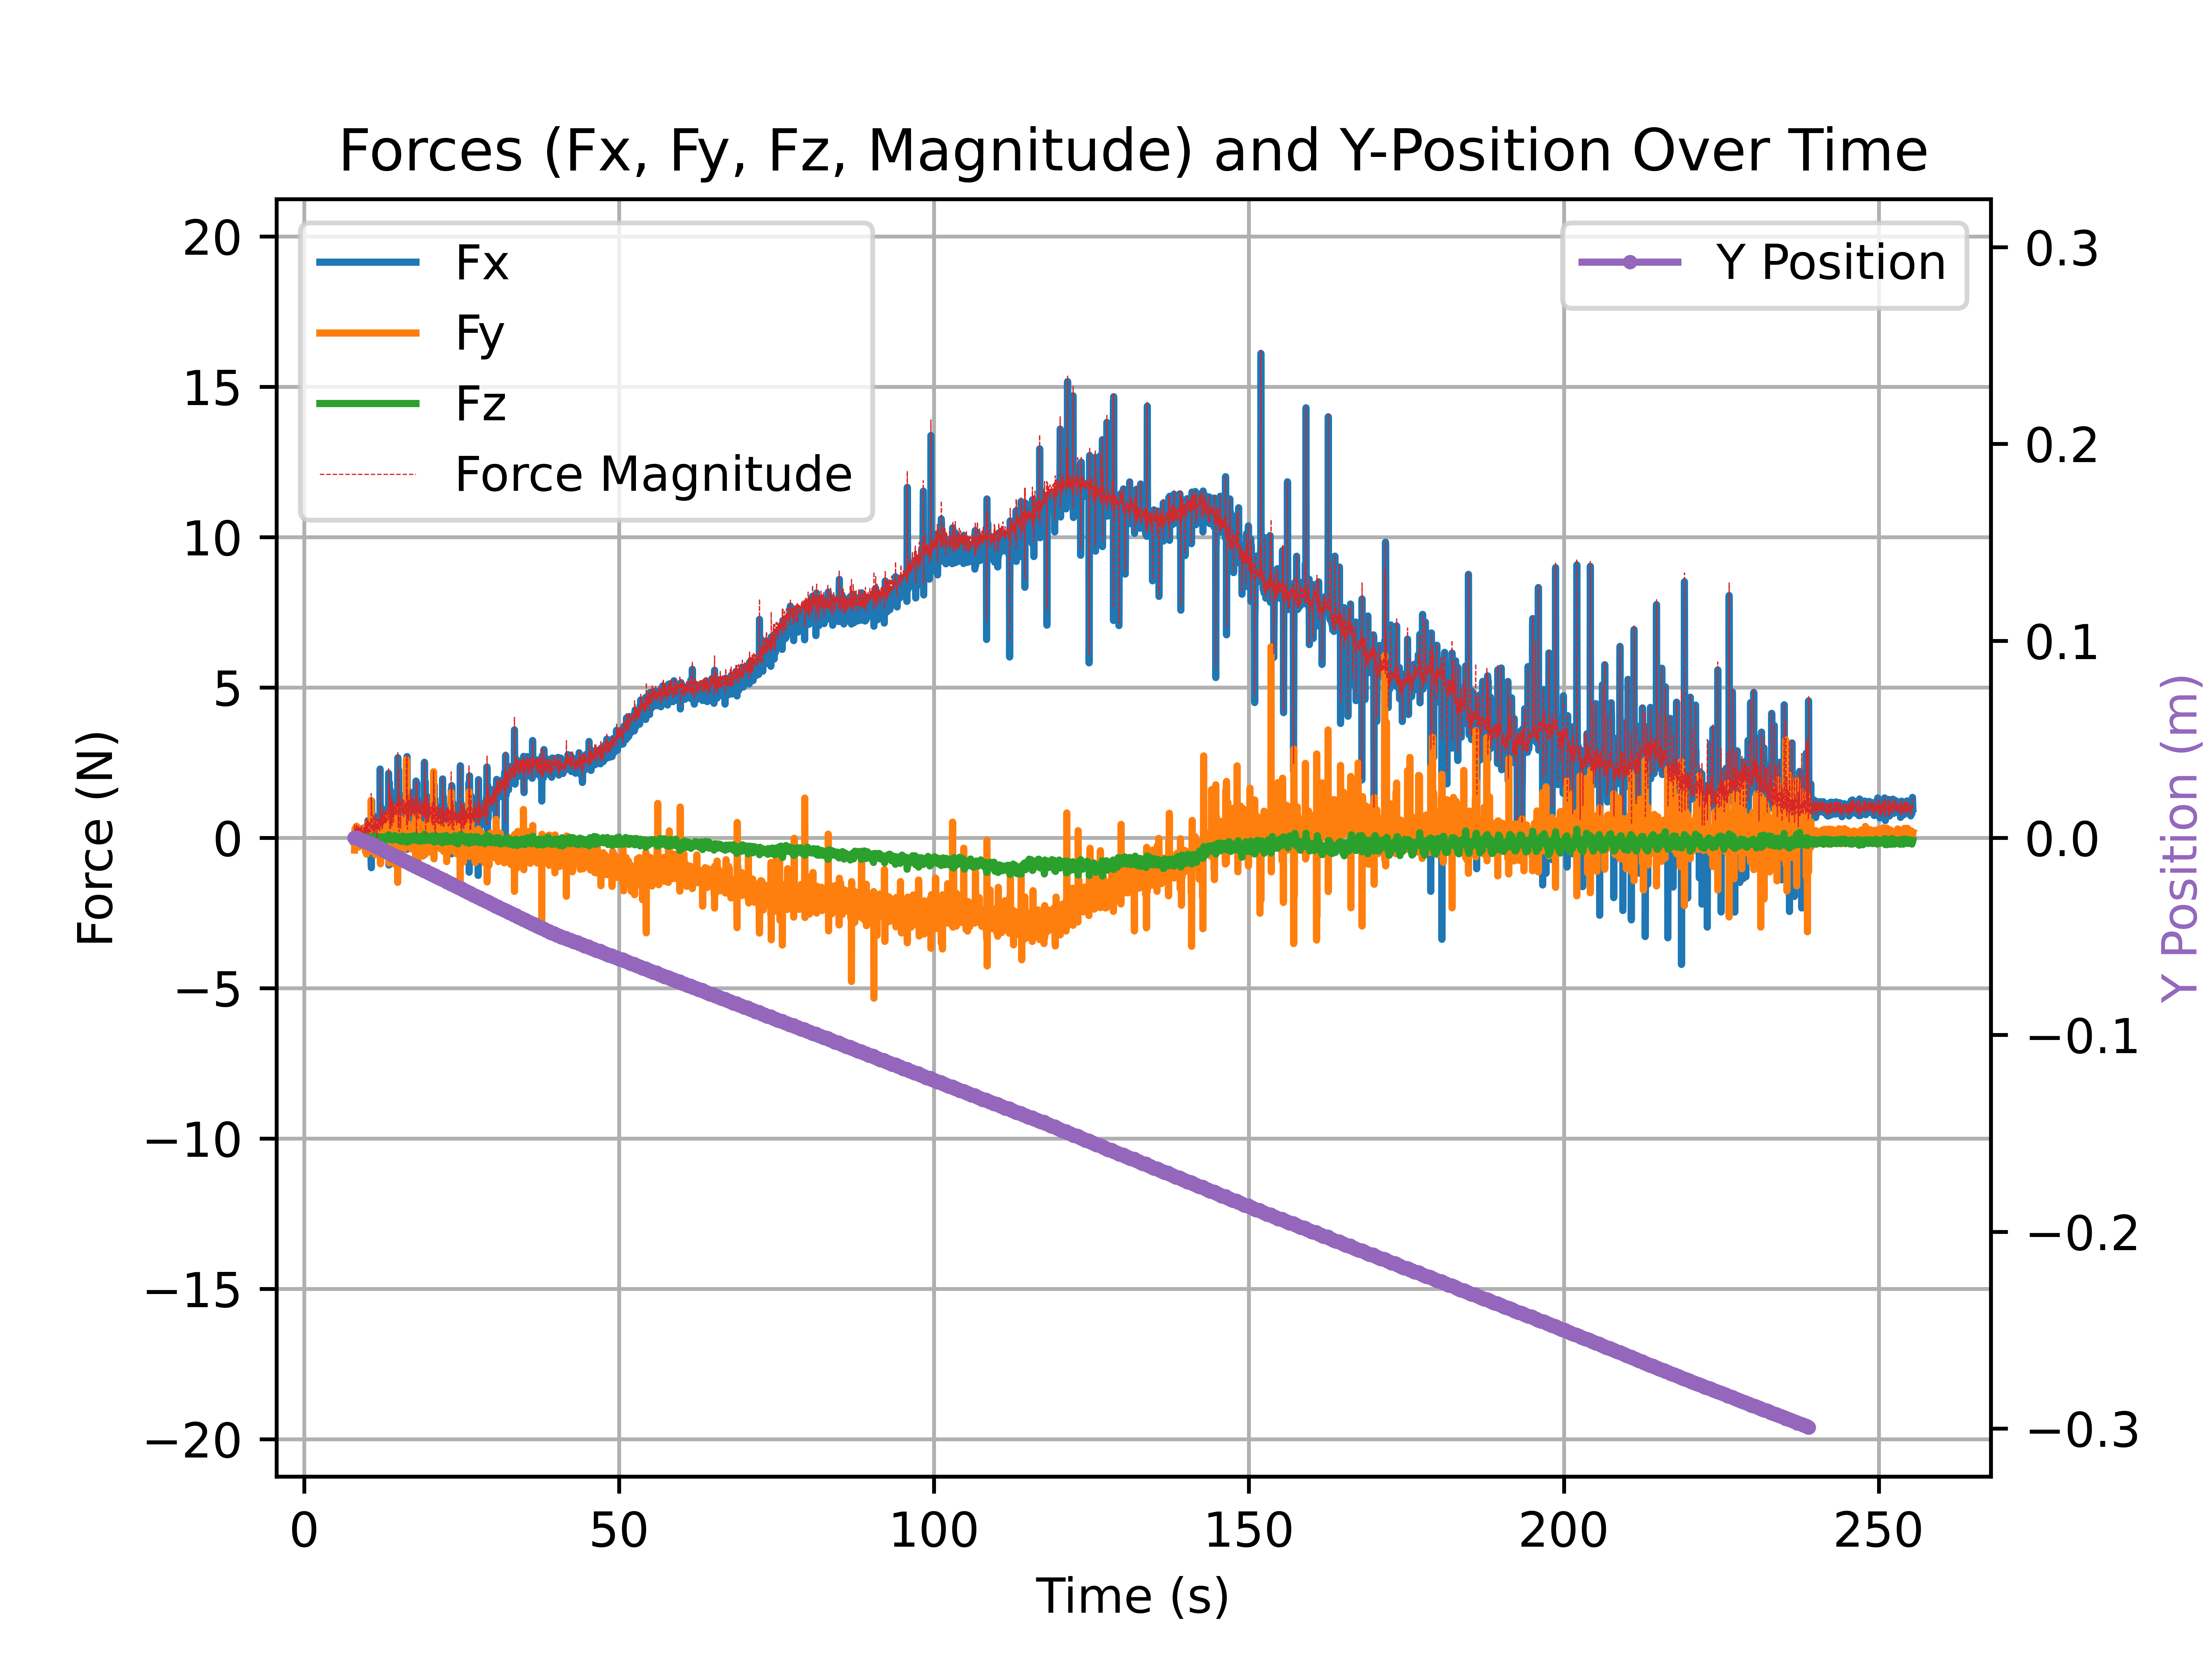 Forces (Fx, Fy, Fz, Magnitude) and Y-Position Over Time
Fx
Fy
Fz
Force Magnitude
Y Position
Force (N)
20
15
10
5
0
−5
−10
−15
−20
0.3
0.2
0.1
0.0
−0.1
−0.2
−0.3
Y Position (m)
0 50 100 150 200 250
Time (s)